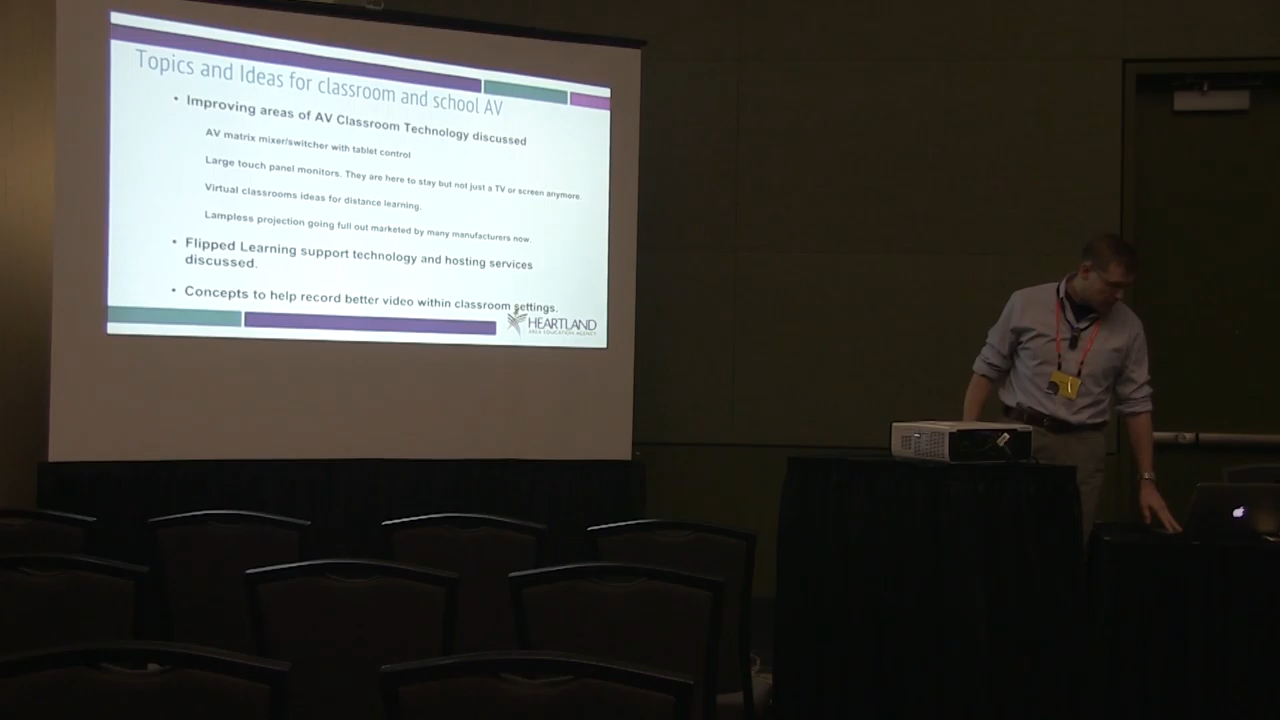 Topics and Ideas for classroom and school AV
• Improving areas of AV Classroom Technology discussed
AV matrix mixer/switcher with tablet control
Large touch panel monitors. They are here to stay but not just a TV or screen anymore.
Virtual classrooms ideas for distance learning.
Lampless projection going full out marketed by many manufacturers now.
• Flipped Learning support technology and hosting services
discussed.
• Concepts to help record better video within classroom settings.
HEARTLAND
AREA EDUCATION AGENCY